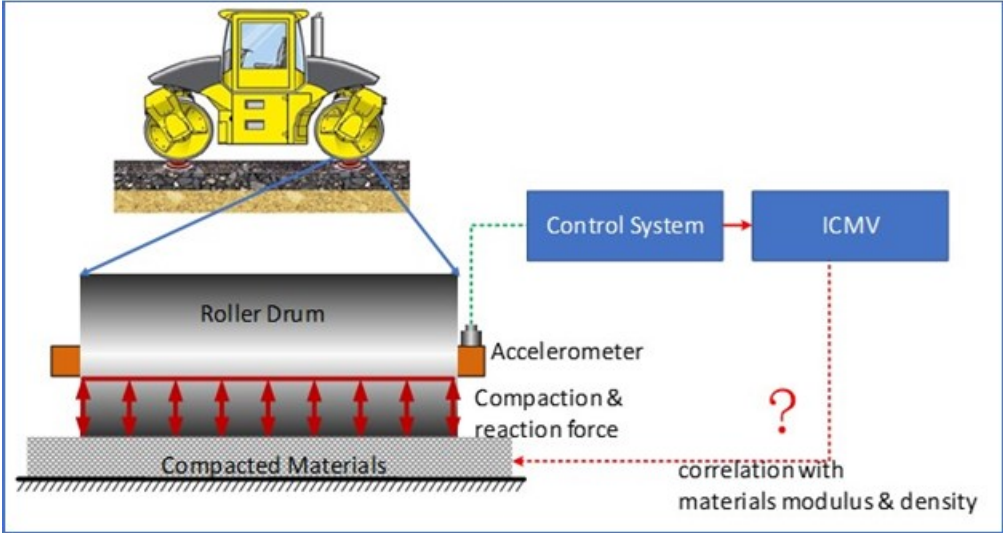 Control System
ICMV
Roller Drum
Accelerometer
Compaction &
reaction force
?
Compacted Materials
correlation with
materials modulus & density